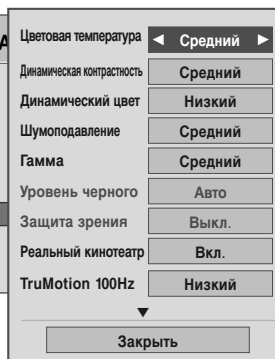 Цветовая температура ◄ Средний ►
Динамическая контрастность Средний
Динамический цвет Низкий
Шумоподавление Средний
Гамма Средний
Уровень черного Авто
Защита зрения Выкл.
Реальный кинотеатр Вкл.
TruMotion 100Hz Низкий
▼
Закрыть